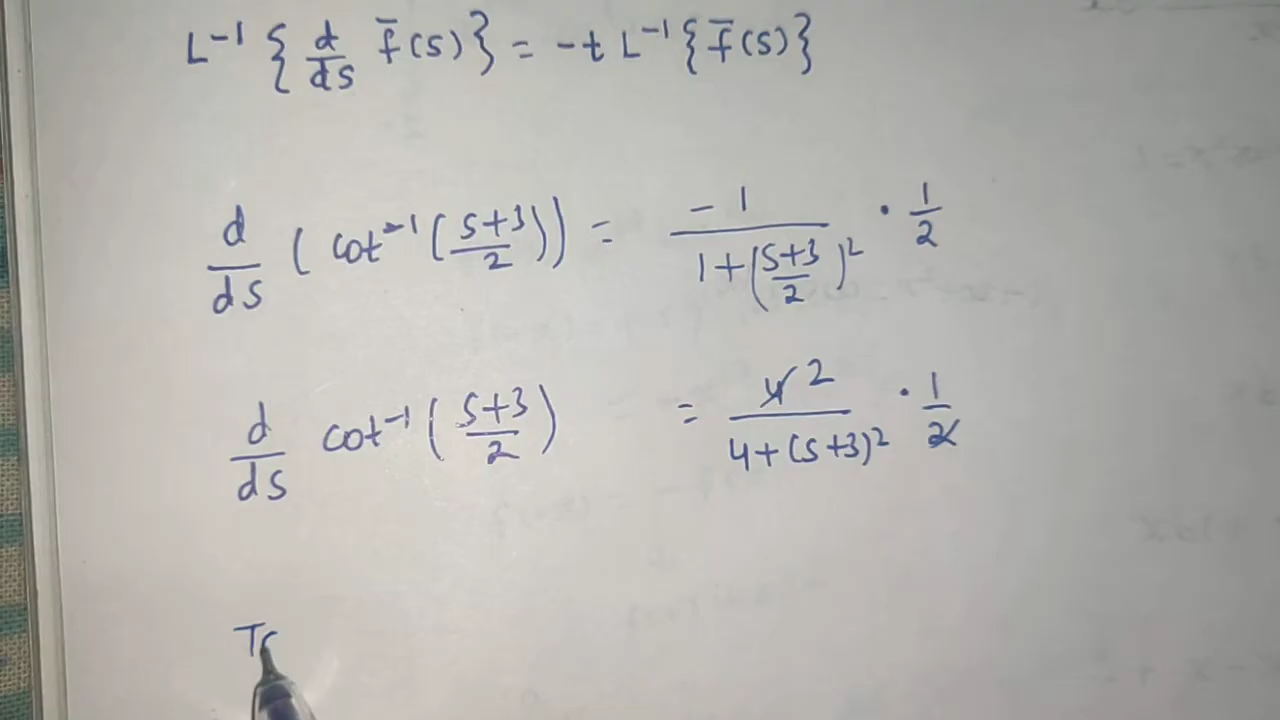 L⁻¹ { d/ds f̄(s) } = -t L⁻¹ { f̄(s) }
d/ds ( cot⁻¹ ( (s+3)/2 ) ) = -1 / ( 1 + ( (s+3)/2 )² ) · 1/2
d/ds cot⁻¹ ( (s+3)/2 ) = 4̸ 2 / ( 4 + (s+3)² ) · 1/2̸